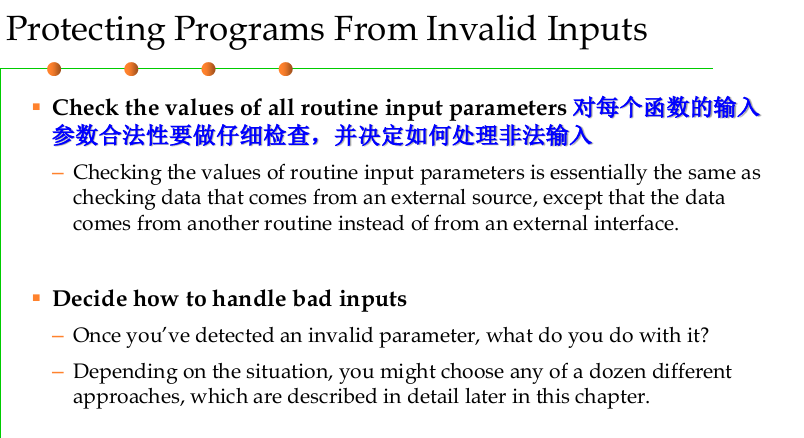 Protecting Programs From Invalid Inputs
Check the values of all routine input parameters 对每个函数的输入
参数合法性要做仔细检查，并决定如何处理非法输入
– Checking the values of routine input parameters is essentially the same as
checking data that comes from an external source, except that the data
comes from another routine instead of from an external interface.
Decide how to handle bad inputs
– Once you’ve detected an invalid parameter, what do you do with it?
– Depending on the situation, you might choose any of a dozen different
approaches, which are described in detail later in this chapter.